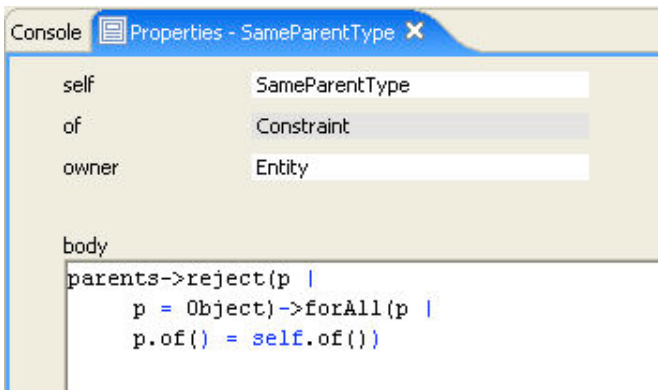 Console Properties - SameParentType
self SameParentType
of Constraint
owner Entity
body
parents->reject(p |
p = Object)->forAll(p |
p.of() = self.of())